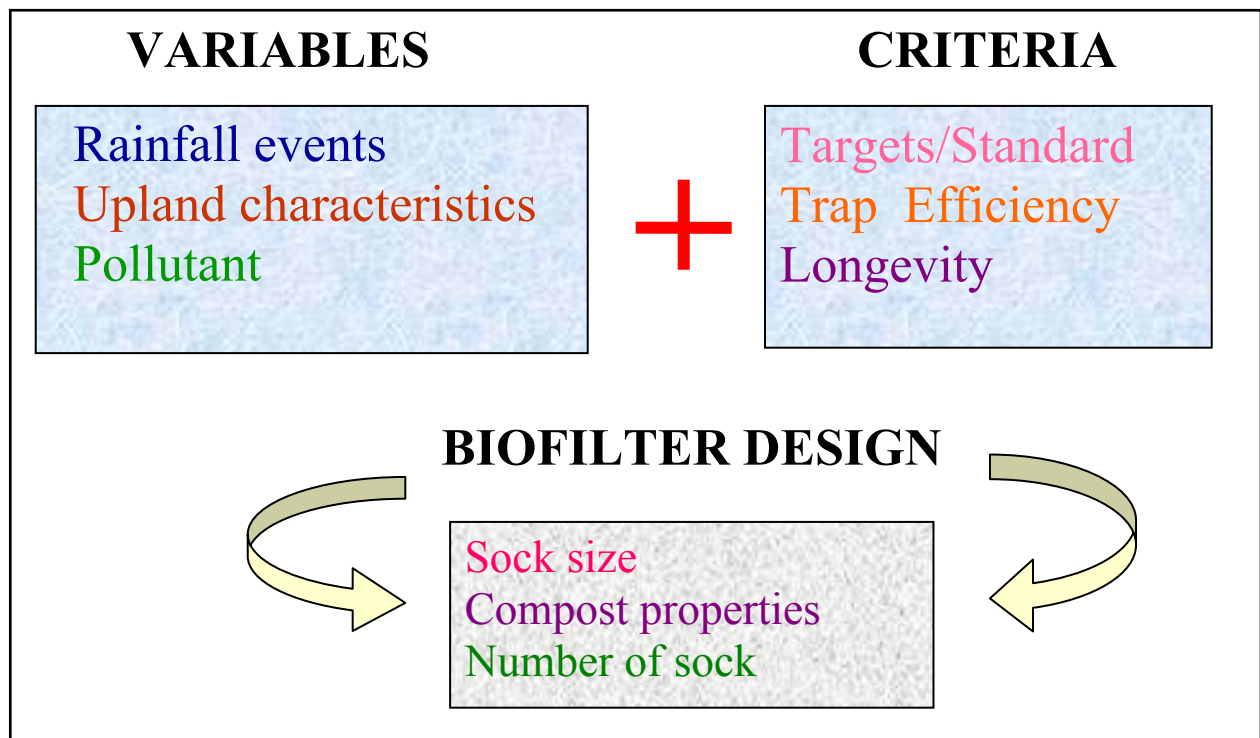 VARIABLES
Rainfall events
Upland characteristics
Pollutant
+
CRITERIA
Targets/Standard
Trap  Efficiency
Longevity
BIOFILTER DESIGN
Sock size
Compost properties
Number of sock